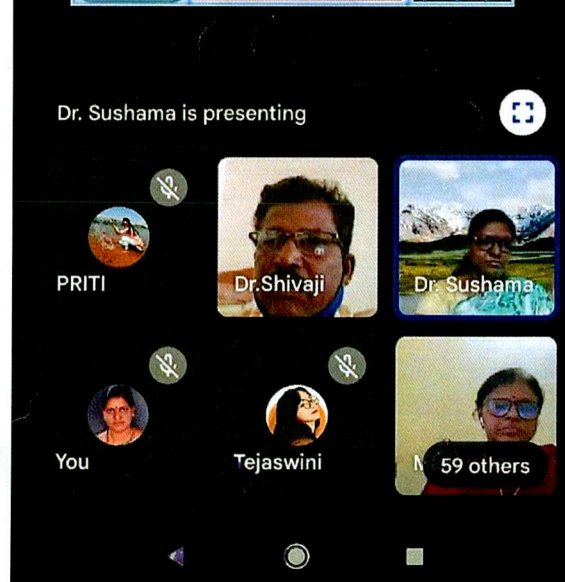 Dr. Sushama is presenting
PRITI
Dr.Shivaji
Dr. Sushama
You
Tejaswini
M
59 others